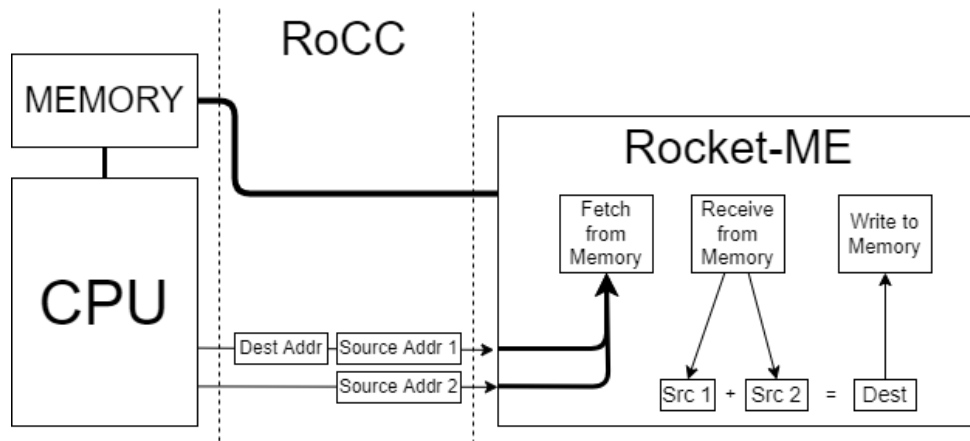 RoCC
MEMORY
Rocket-ME
Fetch
from
Memory
Receive
from
Memory
Write to
Memory
CPU
Dest Addr
Source Addr 1
Source Addr 2
Src 1 + Src 2 = Dest